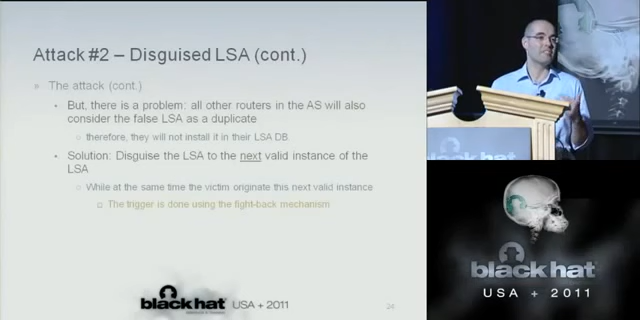 Attack #2 – Disguised LSA (cont.)
The attack (cont.)
But, there is a problem: all other routers in the AS will also
consider the false LSA as a duplicate
therefore, they will not install it in their LSA DB.
Solution: Disguise the LSA to the next valid instance of the
LSA
While at the same time the victim originate this next valid instance
The trigger is done using the fight-back mechanism
black hat USA + 2011
24
black hat
USA + 2011